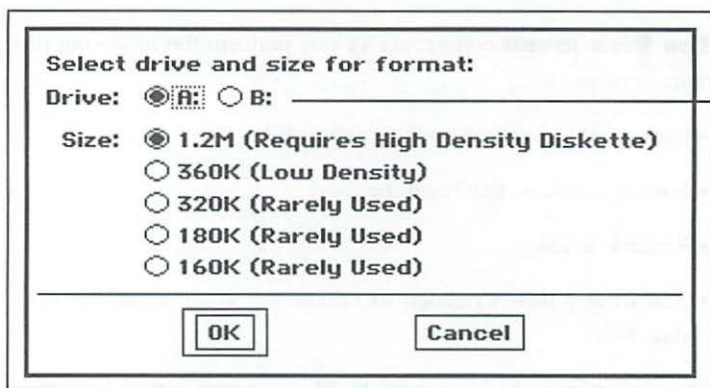 Select drive and size for format:
Drive: A: B:
Size: 1.2M (Requires High Density Diskette)
360K (Low Density)
320K (Rarely Used)
180K (Rarely Used)
160K (Rarely Used)
OK Cancel